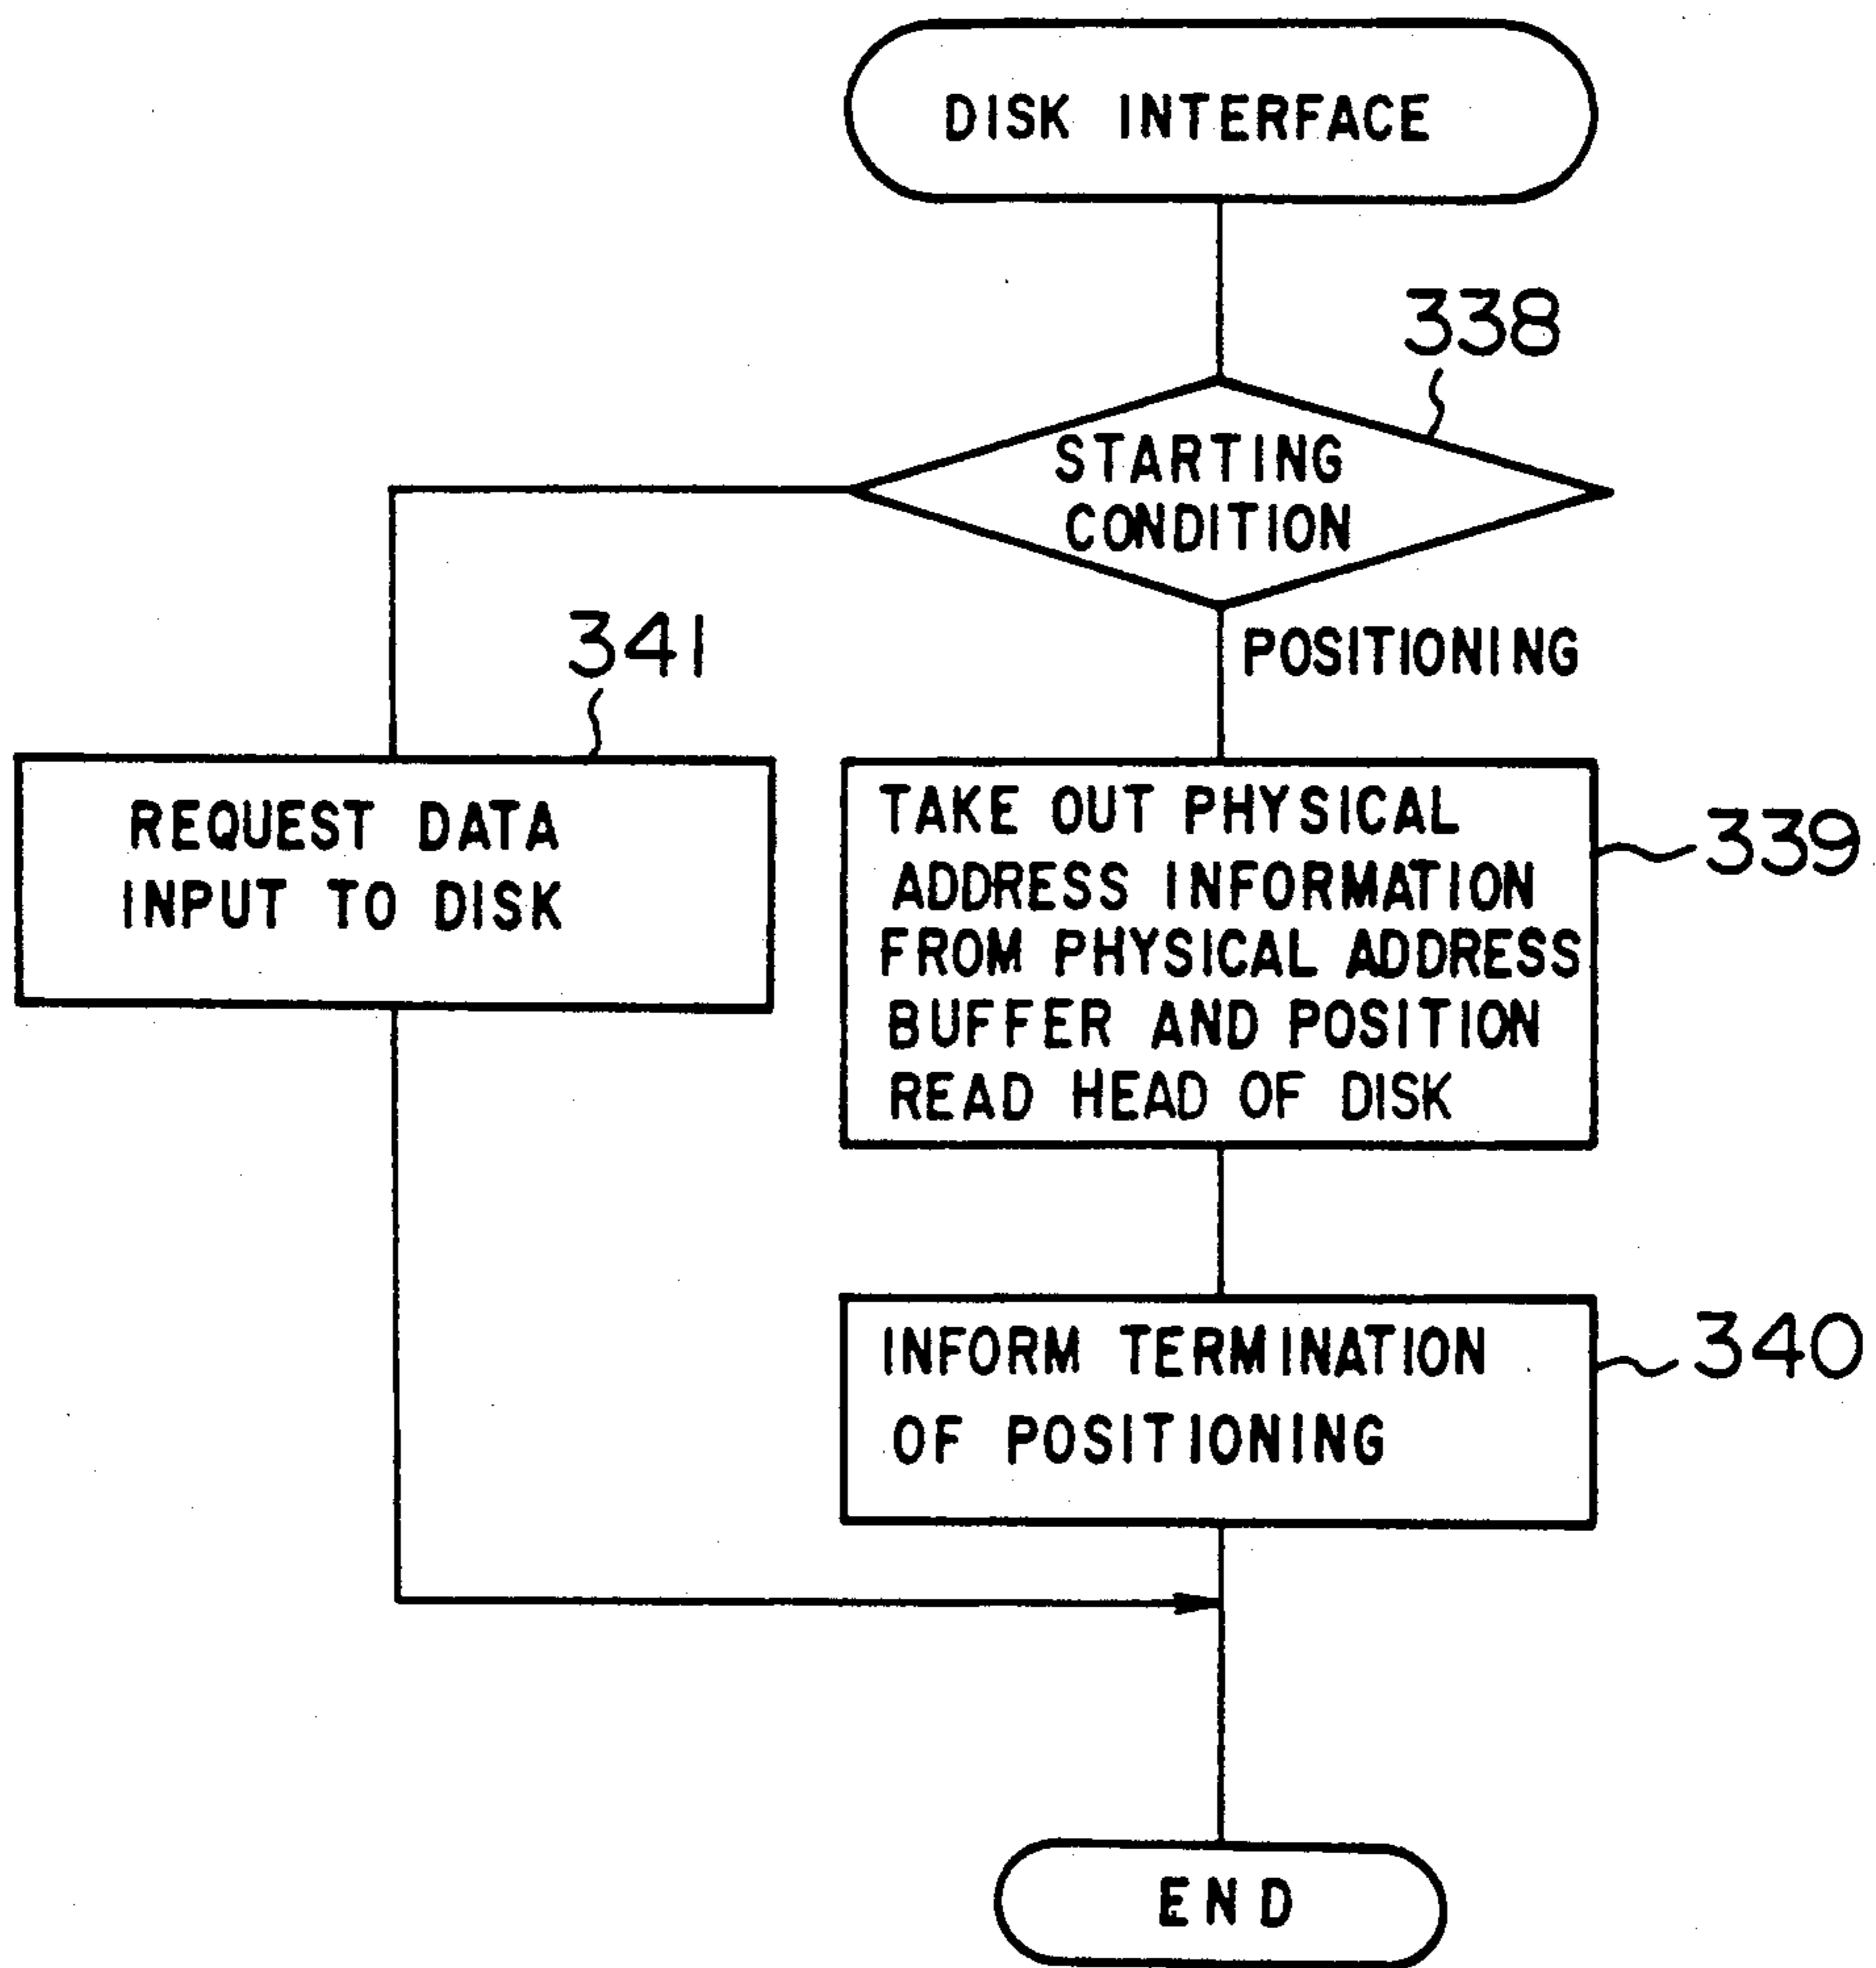 DISK INTERFACE
338
STARTING
CONDITION
POSITIONING
341
REQUEST DATA
INPUT TO DISK
TAKE OUT PHYSICAL
ADDRESS INFORMATION
FROM PHYSICAL ADDRESS
BUFFER AND POSITION
READ HEAD OF DISK
339
INFORM TERMINATION
OF POSITIONING
340
END